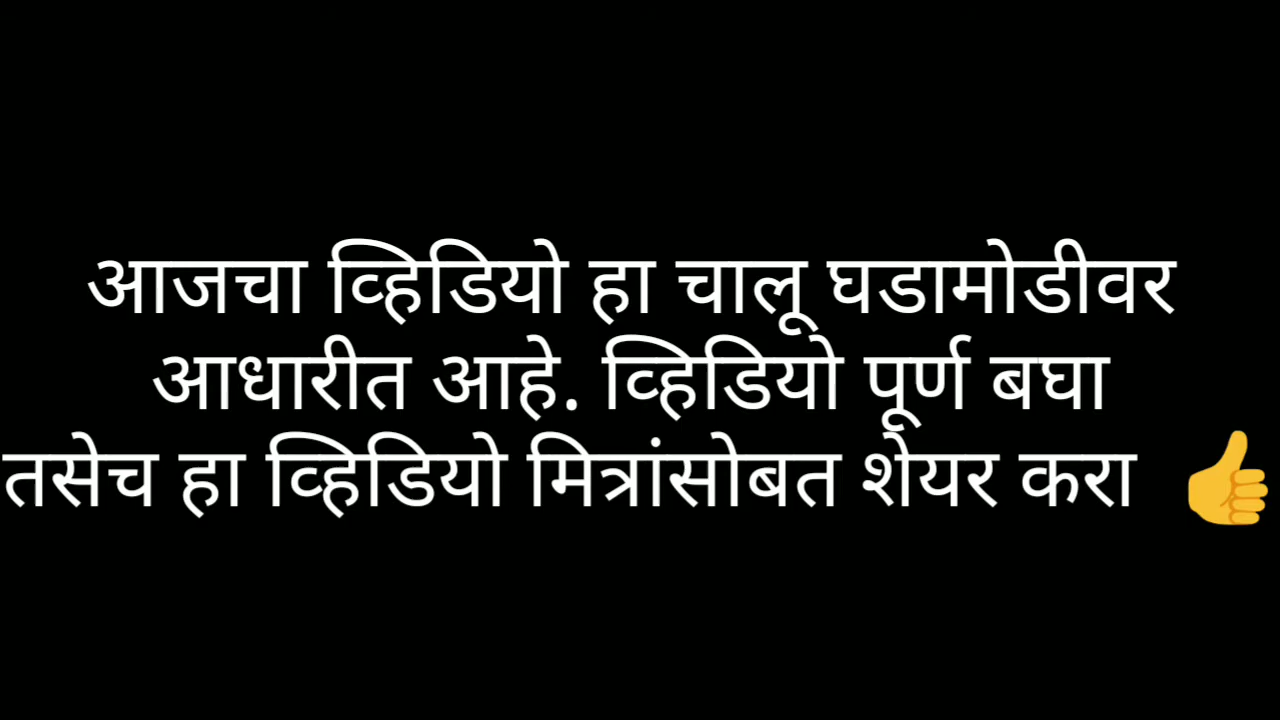 आजचा व्हिडियो हा चालू घडामोडीवर
आधारीत आहे. व्हिडियो पूर्ण बघा
तसेच हा व्हिडियो मित्रांसोबत शेयर करा 👍